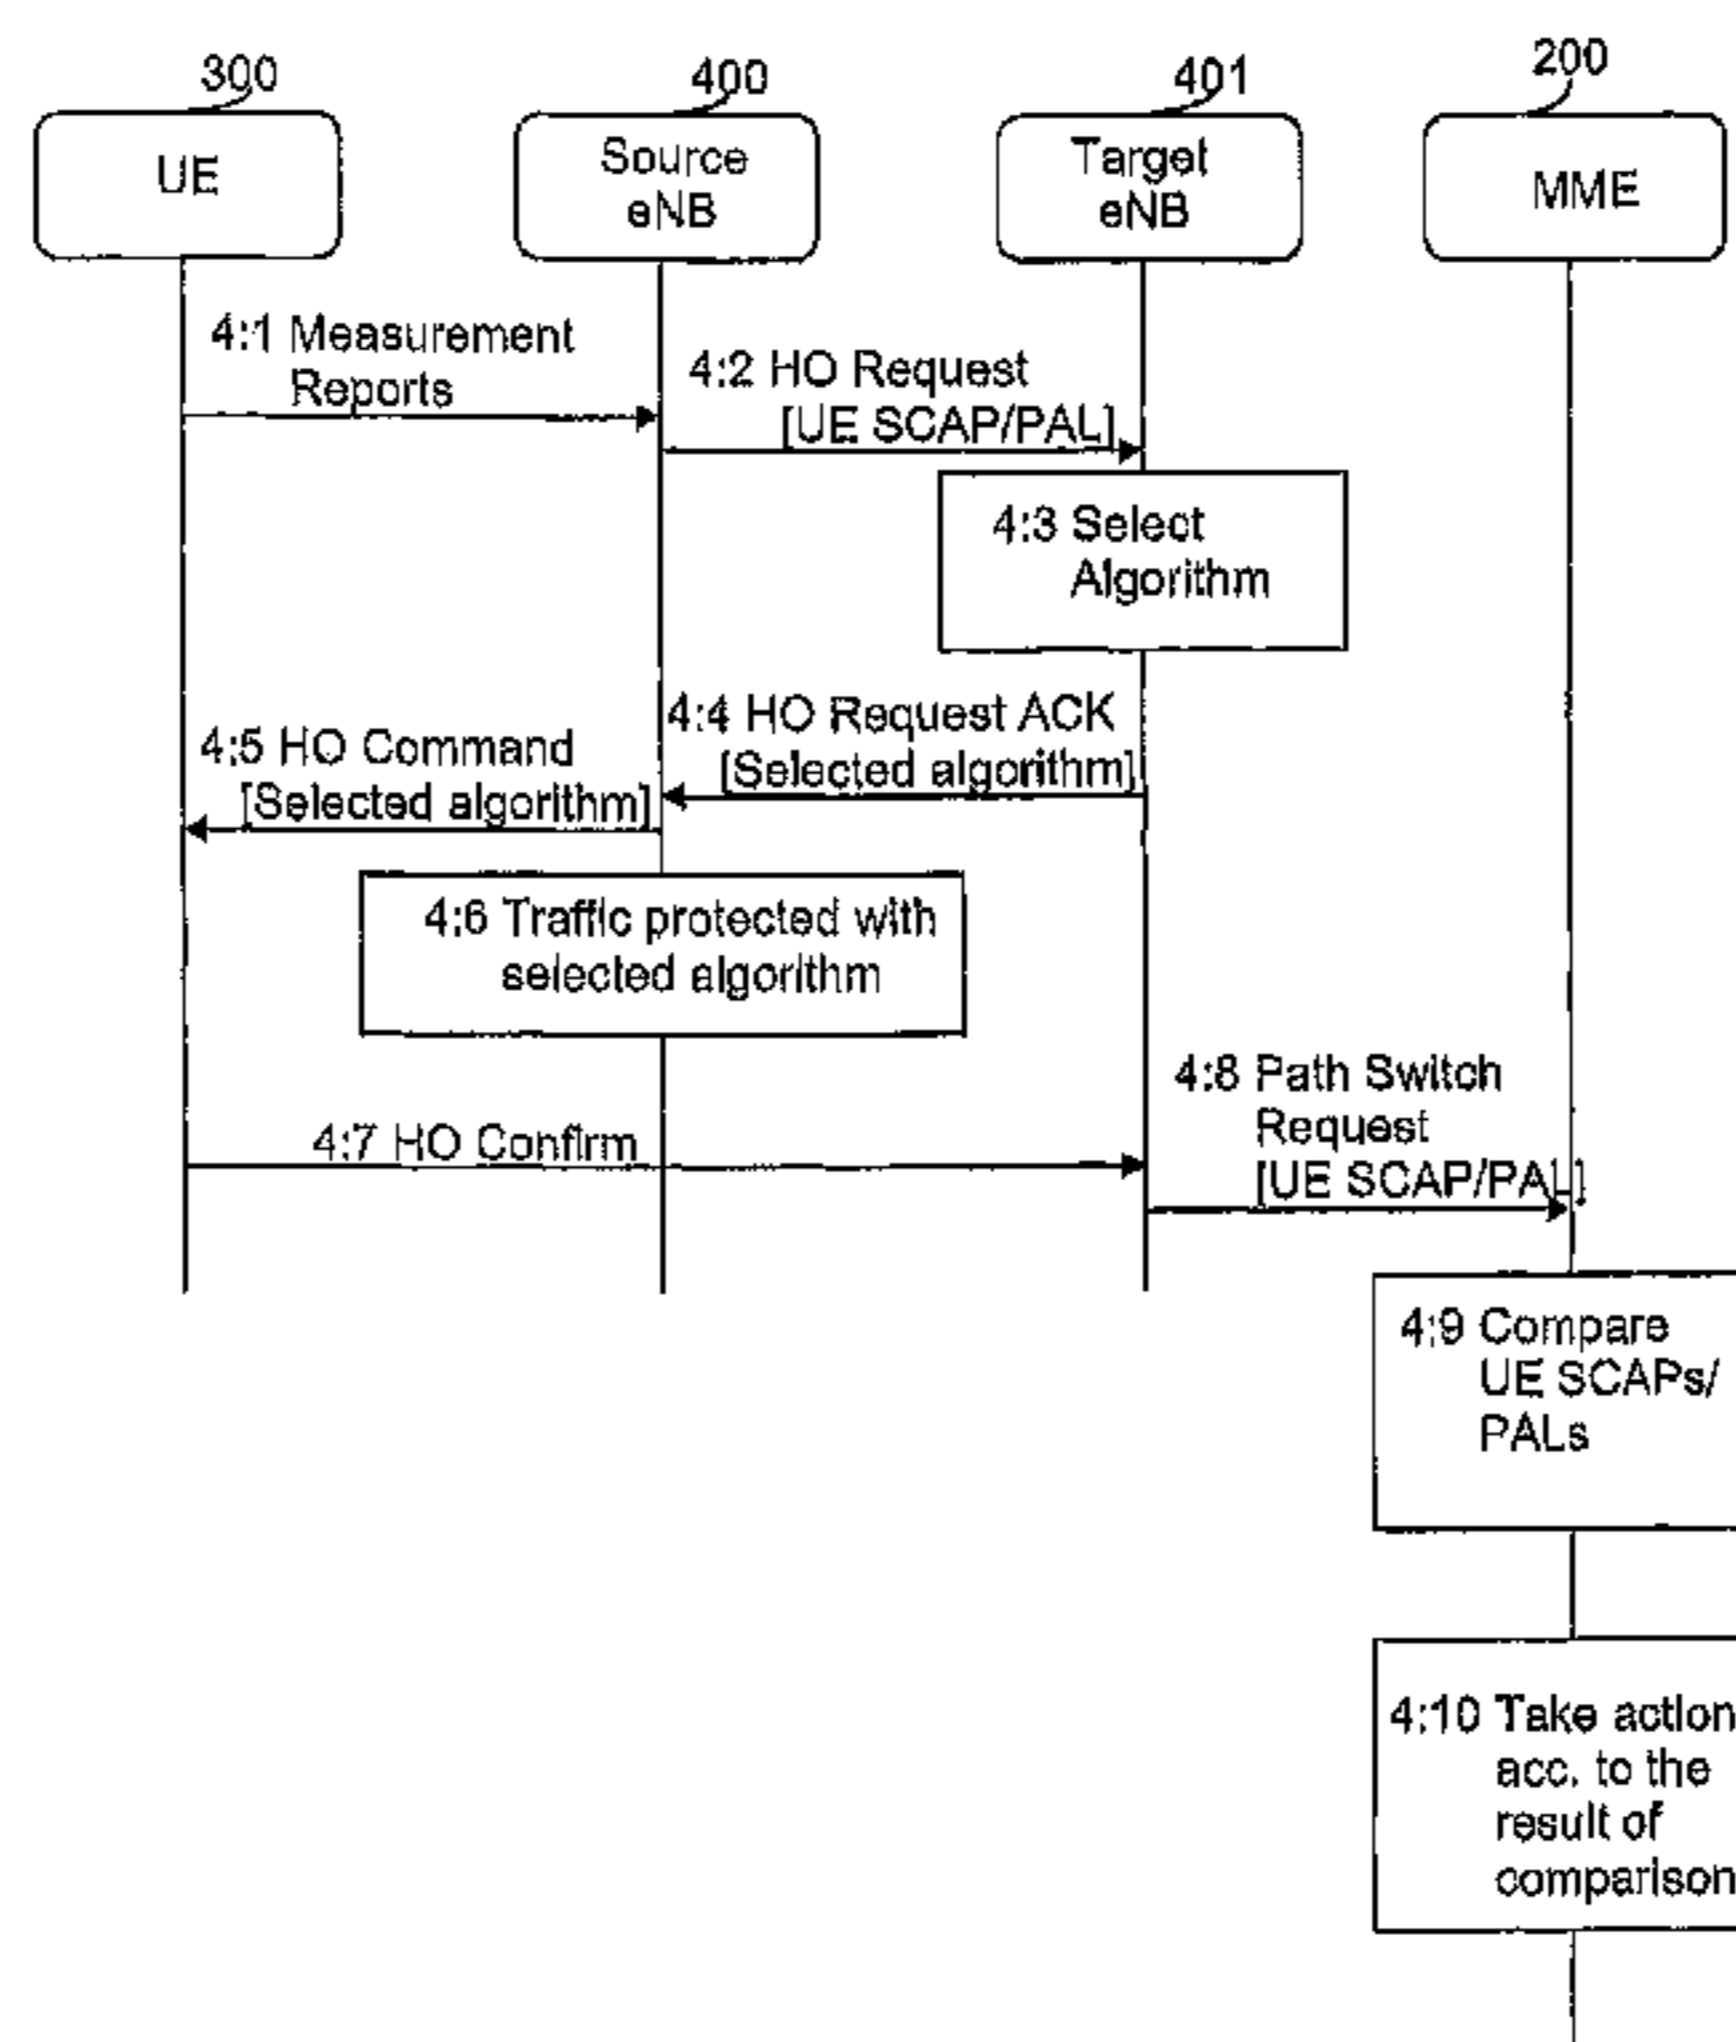 300
400
401
200
UE
Source
eNB
Target
eNB
MME
4:1 Measurement
Reports
4:2 HO Request
[UE SCAP/PAL]
4:3 Select
Algorithm
4:4 HO Request ACK
[Selected algorithm]
4:5 HO Command
[Selected algorithm]
4:6 Traffic protected with
selected algorithm
4:7 HO Confirm
4:8 Path Switch
Request
[UE SCAP/PAL]
4:9 Compare
UE SCAPs/
PALs
4:10 Take action
acc. to the
result of
comparison